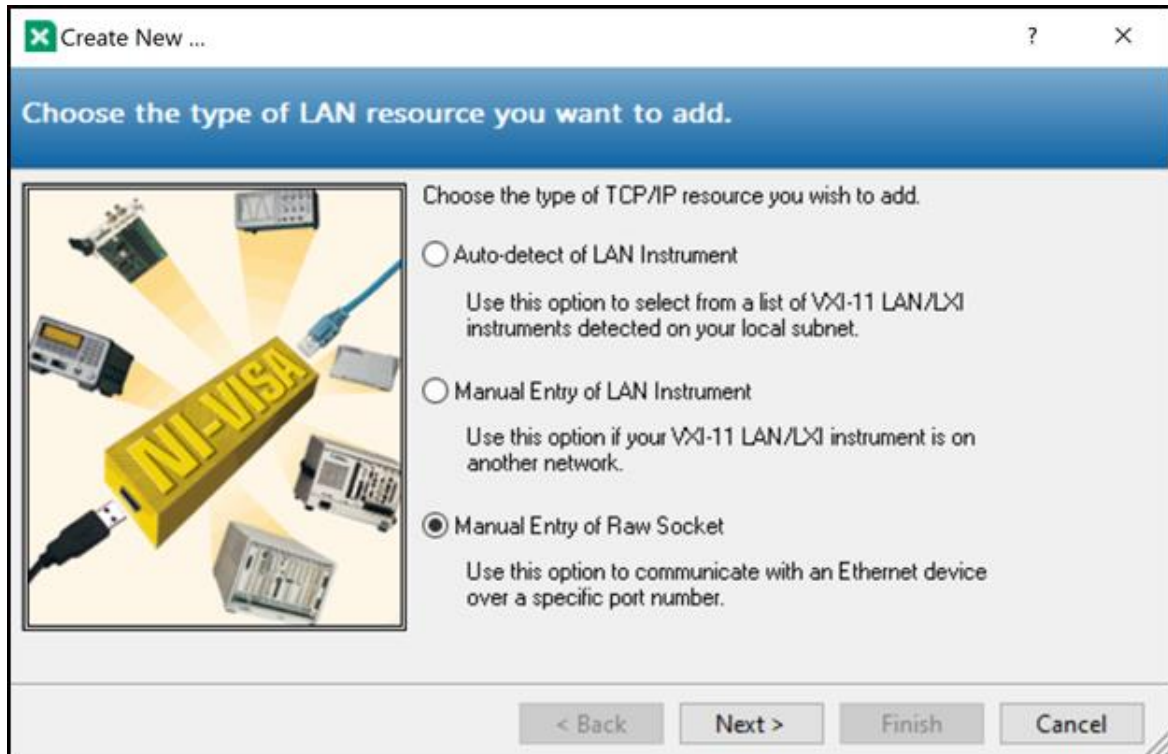 Create New ...
Choose the type of LAN resource you want to add.
NI-VISA
Choose the type of TCP/IP resource you wish to add.
Auto-detect of LAN Instrument
Use this option to select from a list of VXI-11 LAN/LXI
instruments detected on your local subnet.
Manual Entry of LAN Instrument
Use this option if your VXI-11 LAN/LXI instrument is on
another network.
Manual Entry of Raw Socket
Use this option to communicate with an Ethernet device
over a specific port number.
< Back
Next >
Finish
Cancel